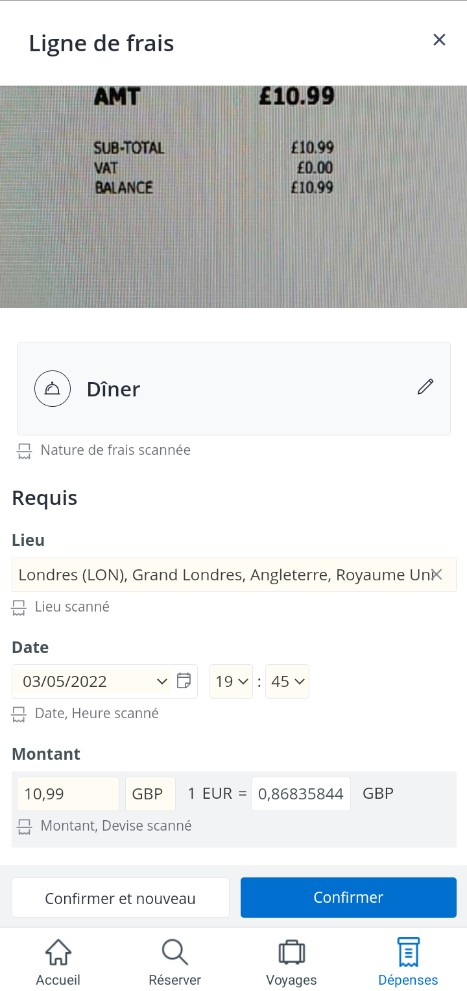 Ligne de frais
AMT £10.99
SUB-TOTAL £10.99
VAT £0.00
BALANCE £10.99
Dîner
Nature de frais scannée
Requis
Lieu
Londres (LON), Grand Londres, Angleterre, Royaume Uni
Lieu scanné
Date
03/05/2022 19 : 45
Date, Heure scanné
Montant
10,99 GBP 1 EUR = 0,86835844 GBP
Montant, Devise scanné
Confirmer et nouveau Confirmer
Accueil Réserver Voyages Dépenses